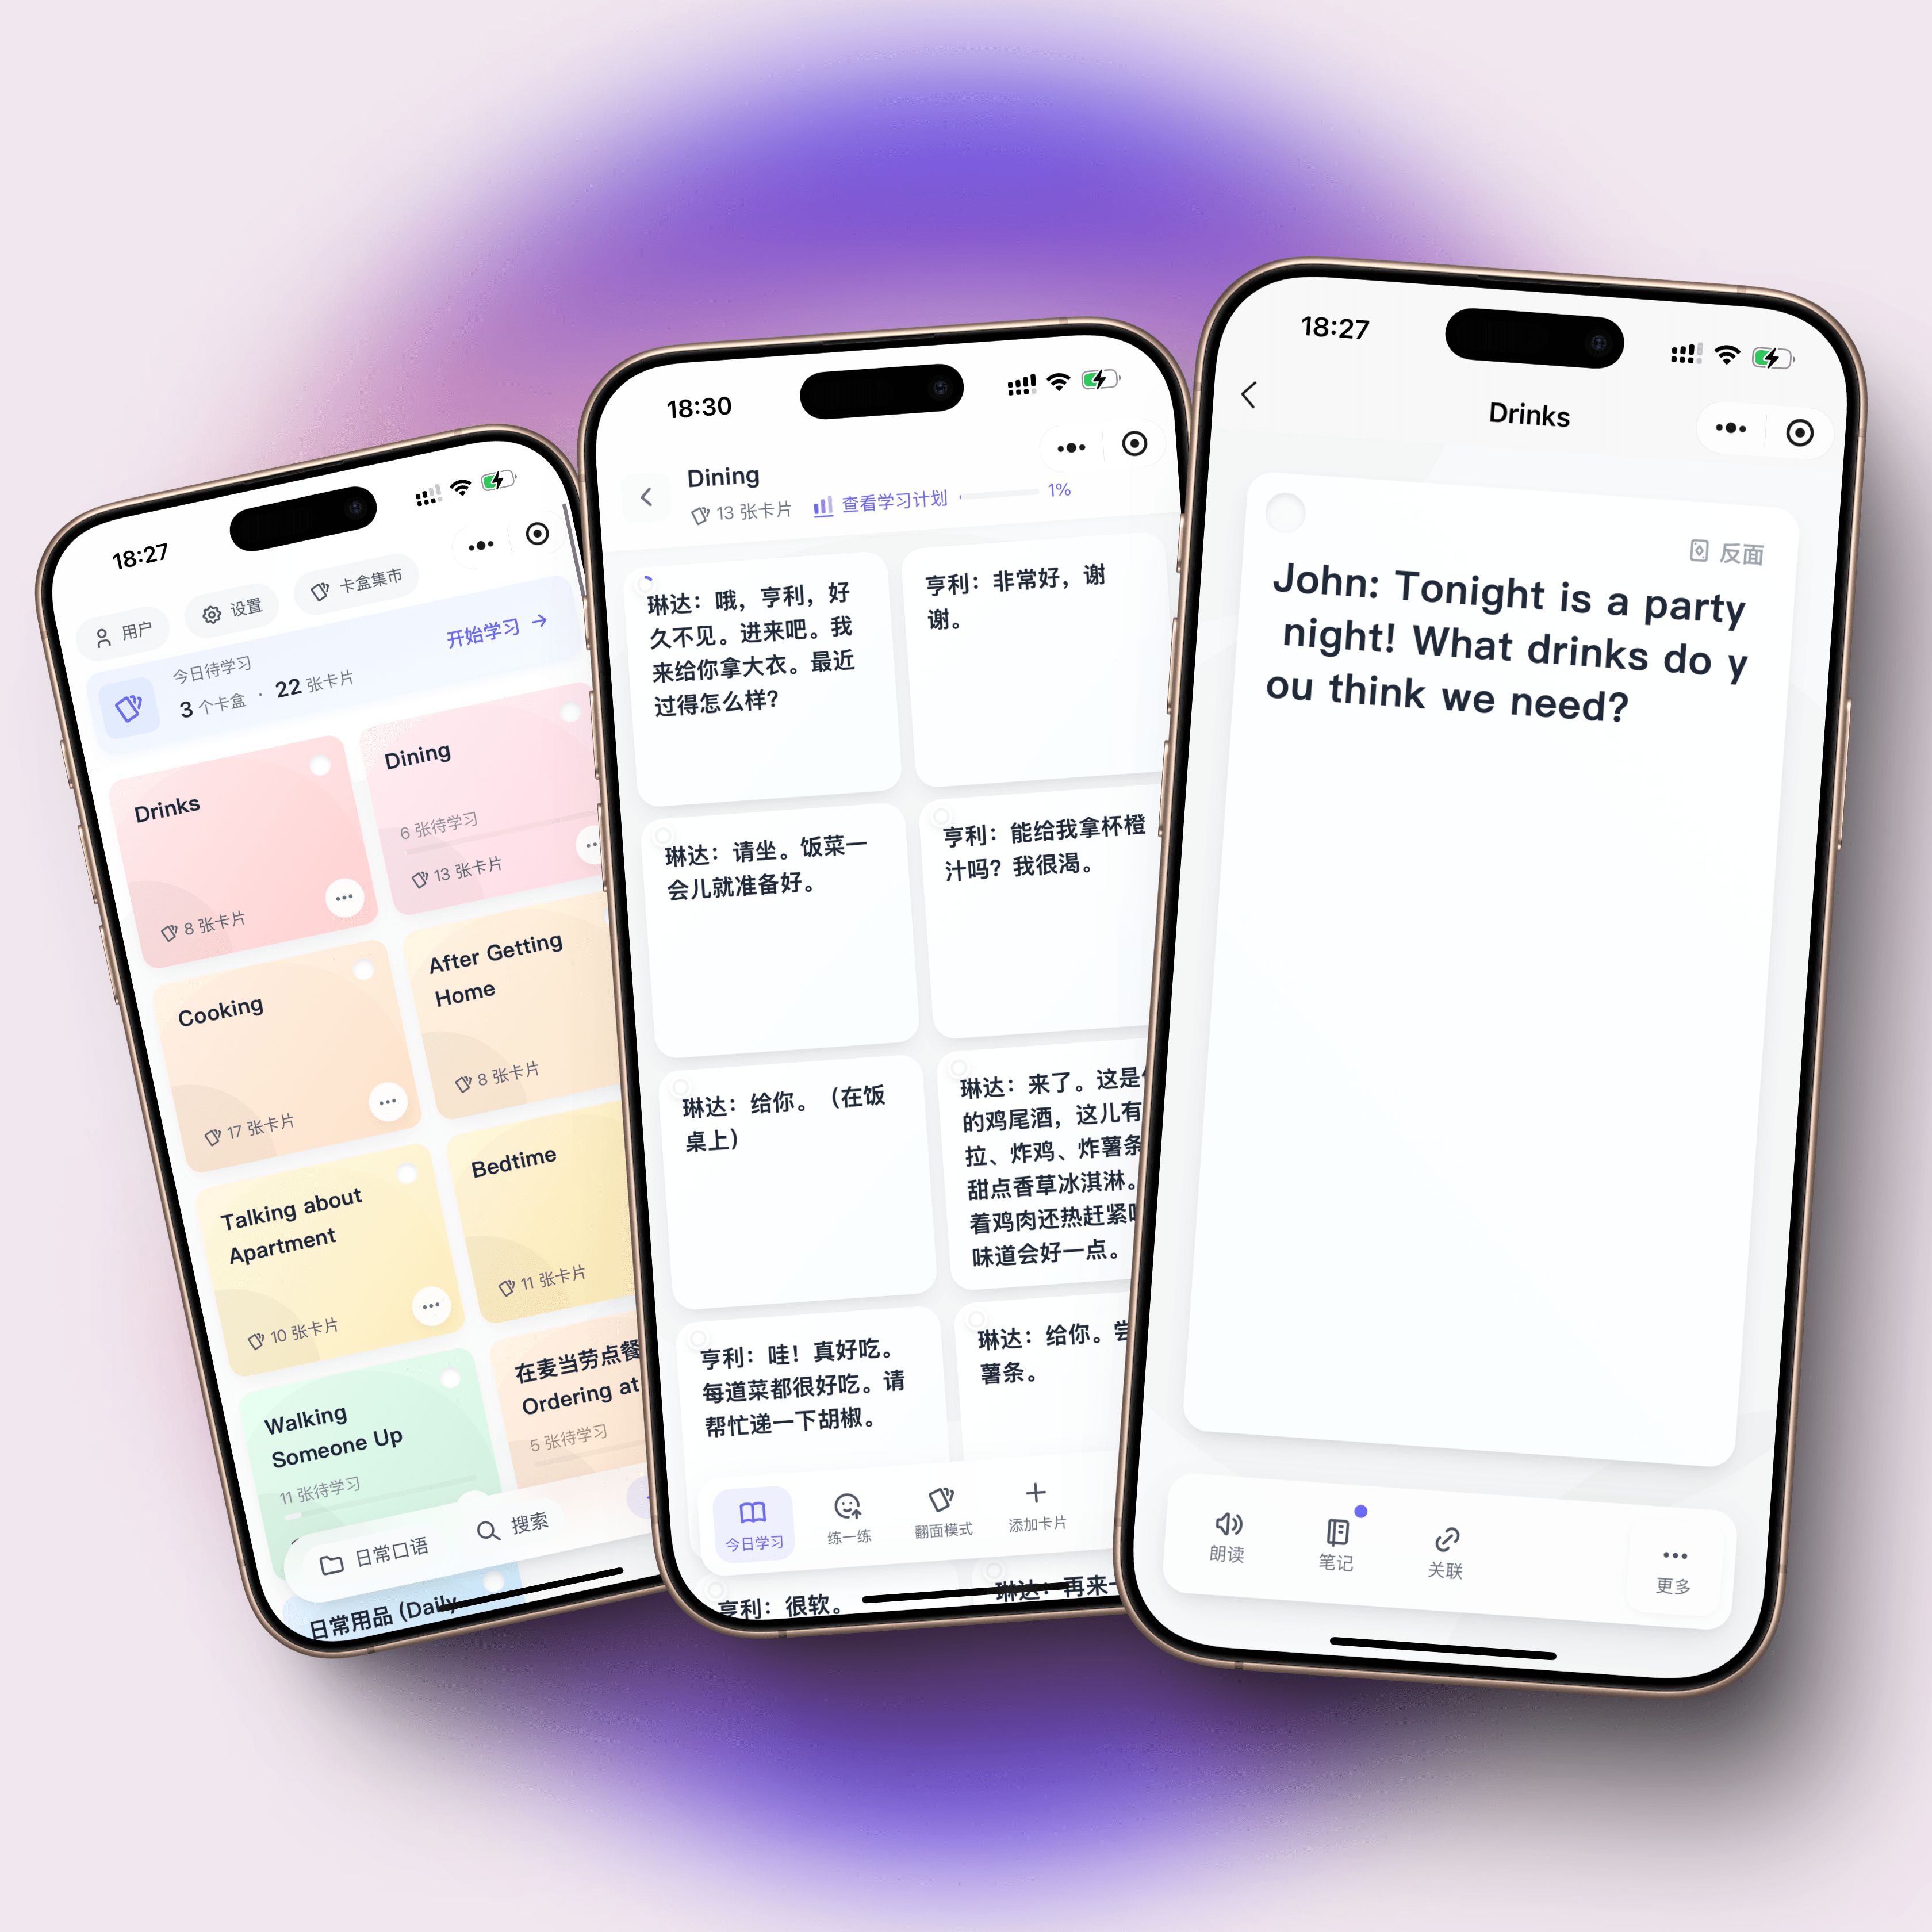 18:27
用户
设置
卡盒集市
今日待学习
3 个卡盒 · 22 张卡片
开始学习
Drinks
8 张卡片
Dining
6 张待学习
13 张卡片
Cooking
17 张卡片
After Getting
Home
8 张卡片
Talking about
Apartment
10 张卡片
Bedtime
11 张卡片
Walking
Someone Up
11 张待学习
在麦当劳点餐
Ordering at
5 张待学习
日常口语
搜索
日常用品 (Daily
18:30
Dining
13 张卡片
查看学习计划
1%
琳达：哦，亨利，好
久不见。进来吧。我
来给你拿大衣。最近
过得怎么样？
亨利：非常好，谢
谢。
琳达：请坐。饭菜一
会儿就准备好。
亨利：能给我拿杯橙
汁吗？我很渴。
琳达：给你。（在饭
桌上）
琳达：来了。这是
的鸡尾酒，这儿有
拉、炸鸡、炸薯条
甜点香草冰淇淋。
着鸡肉还热赶紧
味道会好一点。
亨利：哇！真好吃。
每道菜都很好吃。请
帮忙递一下胡椒。
琳达：给你。尝
薯条。
今日学习
练一练
翻面模式
添加卡片
亨利：很软。
琳达：再来一
18:27
Drinks
反面
John: Tonight is a party
night! What drinks do y
ou think we need?
朗读
笔记
关联
更多